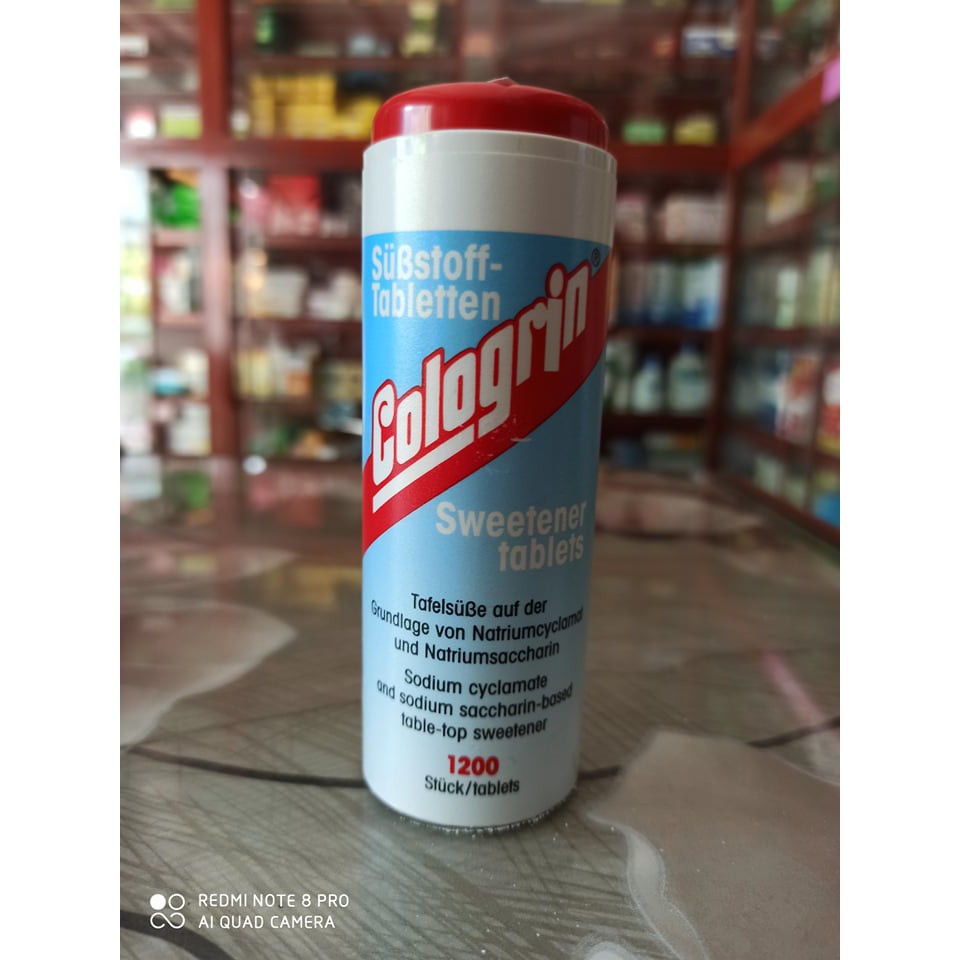 Süßstoff-
Tabletten
Cologrin®
Sweetener
tablets
Tafelsüße auf der
Grundlage von Natriumcyclamat
und Natriumsaccharin
Sodium cyclamate
and sodium saccharin-based
table-top sweetener
1200
Stück/tablets
REDMI NOTE 8 PRO
AI QUAD CAMERA